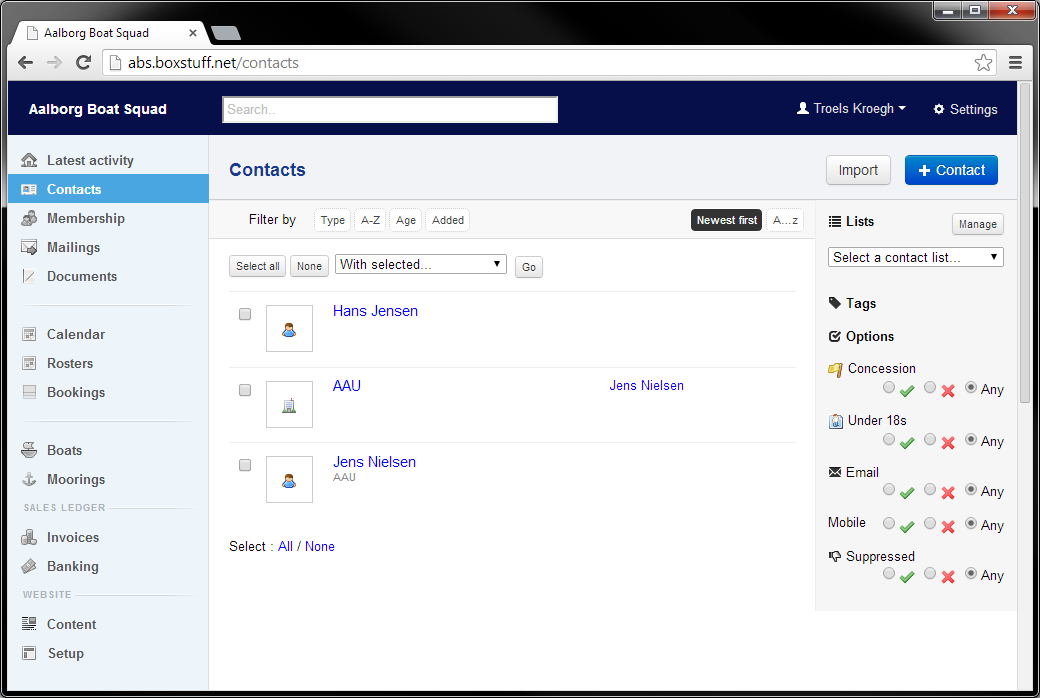 Aalborg Boat Squad
abs.boxstuff.net/contacts
Aalborg Boat Squad
Search..
Troels Kroegh
Settings
Latest activity
Contacts
Membership
Mailings
Documents
Calendar
Rosters
Bookings
Boats
Moorings
SALES LEDGER
Invoices
Banking
WEBSITE
Content
Setup
Contacts
Import
Contact
Filter by Type A-Z Age Added Newest first A...z
Select all None With selected... Go
Hans Jensen
AAU Jens Nielsen
Jens Nielsen
AAU
Select : All / None
Lists Manage
Select a contact list...
Tags
Options
Concession
Any
Under 18s
Any
Email
Any
Mobile Any
Suppressed
Any